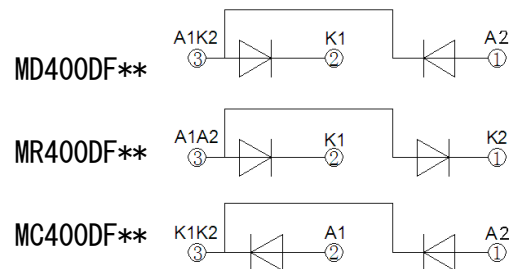 A1K2 K1 A2
MD400DF** ③ ② ①
A1A2 K1 K2
MR400DF** ③ ② ①
K1K2 A1 A2
MC400DF** ③ ② ①